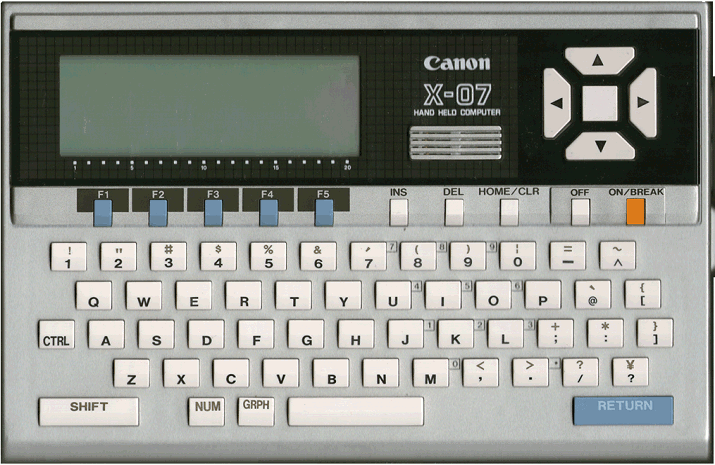 Canon
X-07
HAND HELD COMPUTER
1 5 10 15 20
F1 F2 F3 F4 F5 INS DEL HOME/CLR OFF ON/BREAK
! " # $ % & ' 7 ( 8 ) 9 ¦ = ~
1 2 3 4 5 6 7 8 9 0 - ^
Q W E R T Y U 4 I 5 O 6 P ` @ { [
CTRL A S D F G H J 1 K 2 L 3 + ; * : } ]
Z X C V B N M 0 < , > . • ? / ¥ ?
SHIFT NUM GRPH RETURN